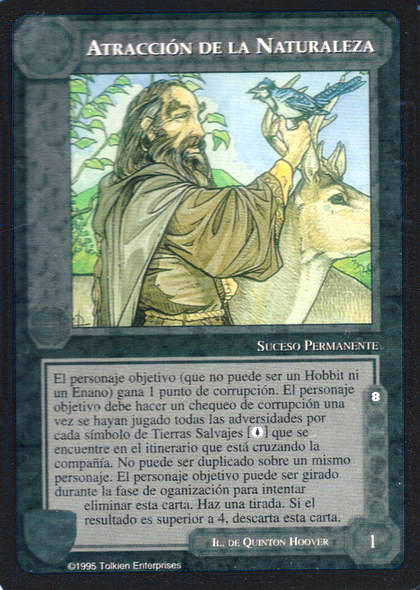 ATRACCIÓN DE LA NATURALEZA
SUCESO PERMANENTE
El personaje objetivo (que no puede ser un Hobbit ni
un Enano) gana 1 punto de corrupción. El personaje
objetivo debe hacer un chequeo de corrupción una
vez se hayan jugado todas las adversidades por
cada símbolo de Tierras Salvajes [ ] que se
encuentre en el itinerario que está cruzando la
compañía. No puede ser duplicado sobre un mismo
personaje. El personaje objetivo puede ser girado
durante la fase de oganización para intentar
eliminar esta carta. Haz una tirada. Si el
resultado es superior a 4, descarta esta carta.
8
IL. DE QUINTON HOOVER
1
©1995 Tolkien Enterprises